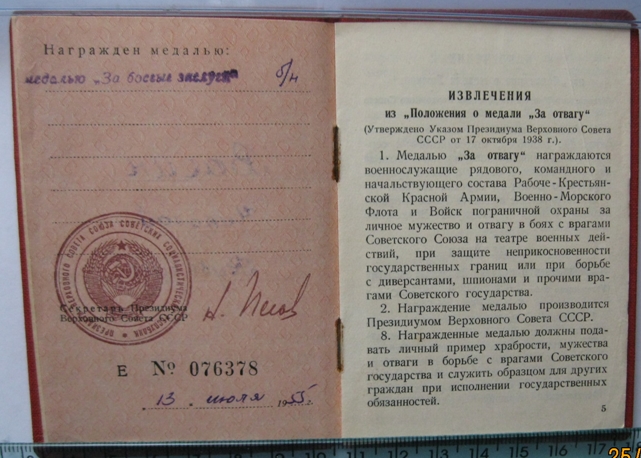 Награжден медалью:
медалью „За боевые заслуги" б/н
СОЮЗА СОВЕТСКИХ СОЦИАЛИСТИЧЕСКИХ
Секретарь Президиума
Верховного Совета СССР
Е № 076378
13 июля 1955 г.
ИЗВЛЕЧЕНИЯ
из „Положения о медали „За отвагу"
(Утверждено Указом Президиума Верховного Совета
СССР от 17 октября 1938 г.).
1. Медалью „За отвагу" награждаются
военнослужащие рядового, командного и
начальствующего состава Рабоче-Крестьян-
ской Красной Армии, Военно-Морского
Флота и Войск пограничной охраны за
личное мужество и отвагу в боях с врагами
Советского Союза на театре военных дей-
ствий, при защите неприкосновенности
государственных границ или при борьбе
с диверсантами, шпионами и прочими вра-
гами Советского государства.
2. Награждение медалью производится
Президиумом Верховного Совета СССР.
8. Награжденные медалью должны пода-
вать личный пример храбрости, мужества
и отваги в борьбе с врагами Советского
государства и служить образцом для других
граждан при исполнении государственных
обязанностей.
5